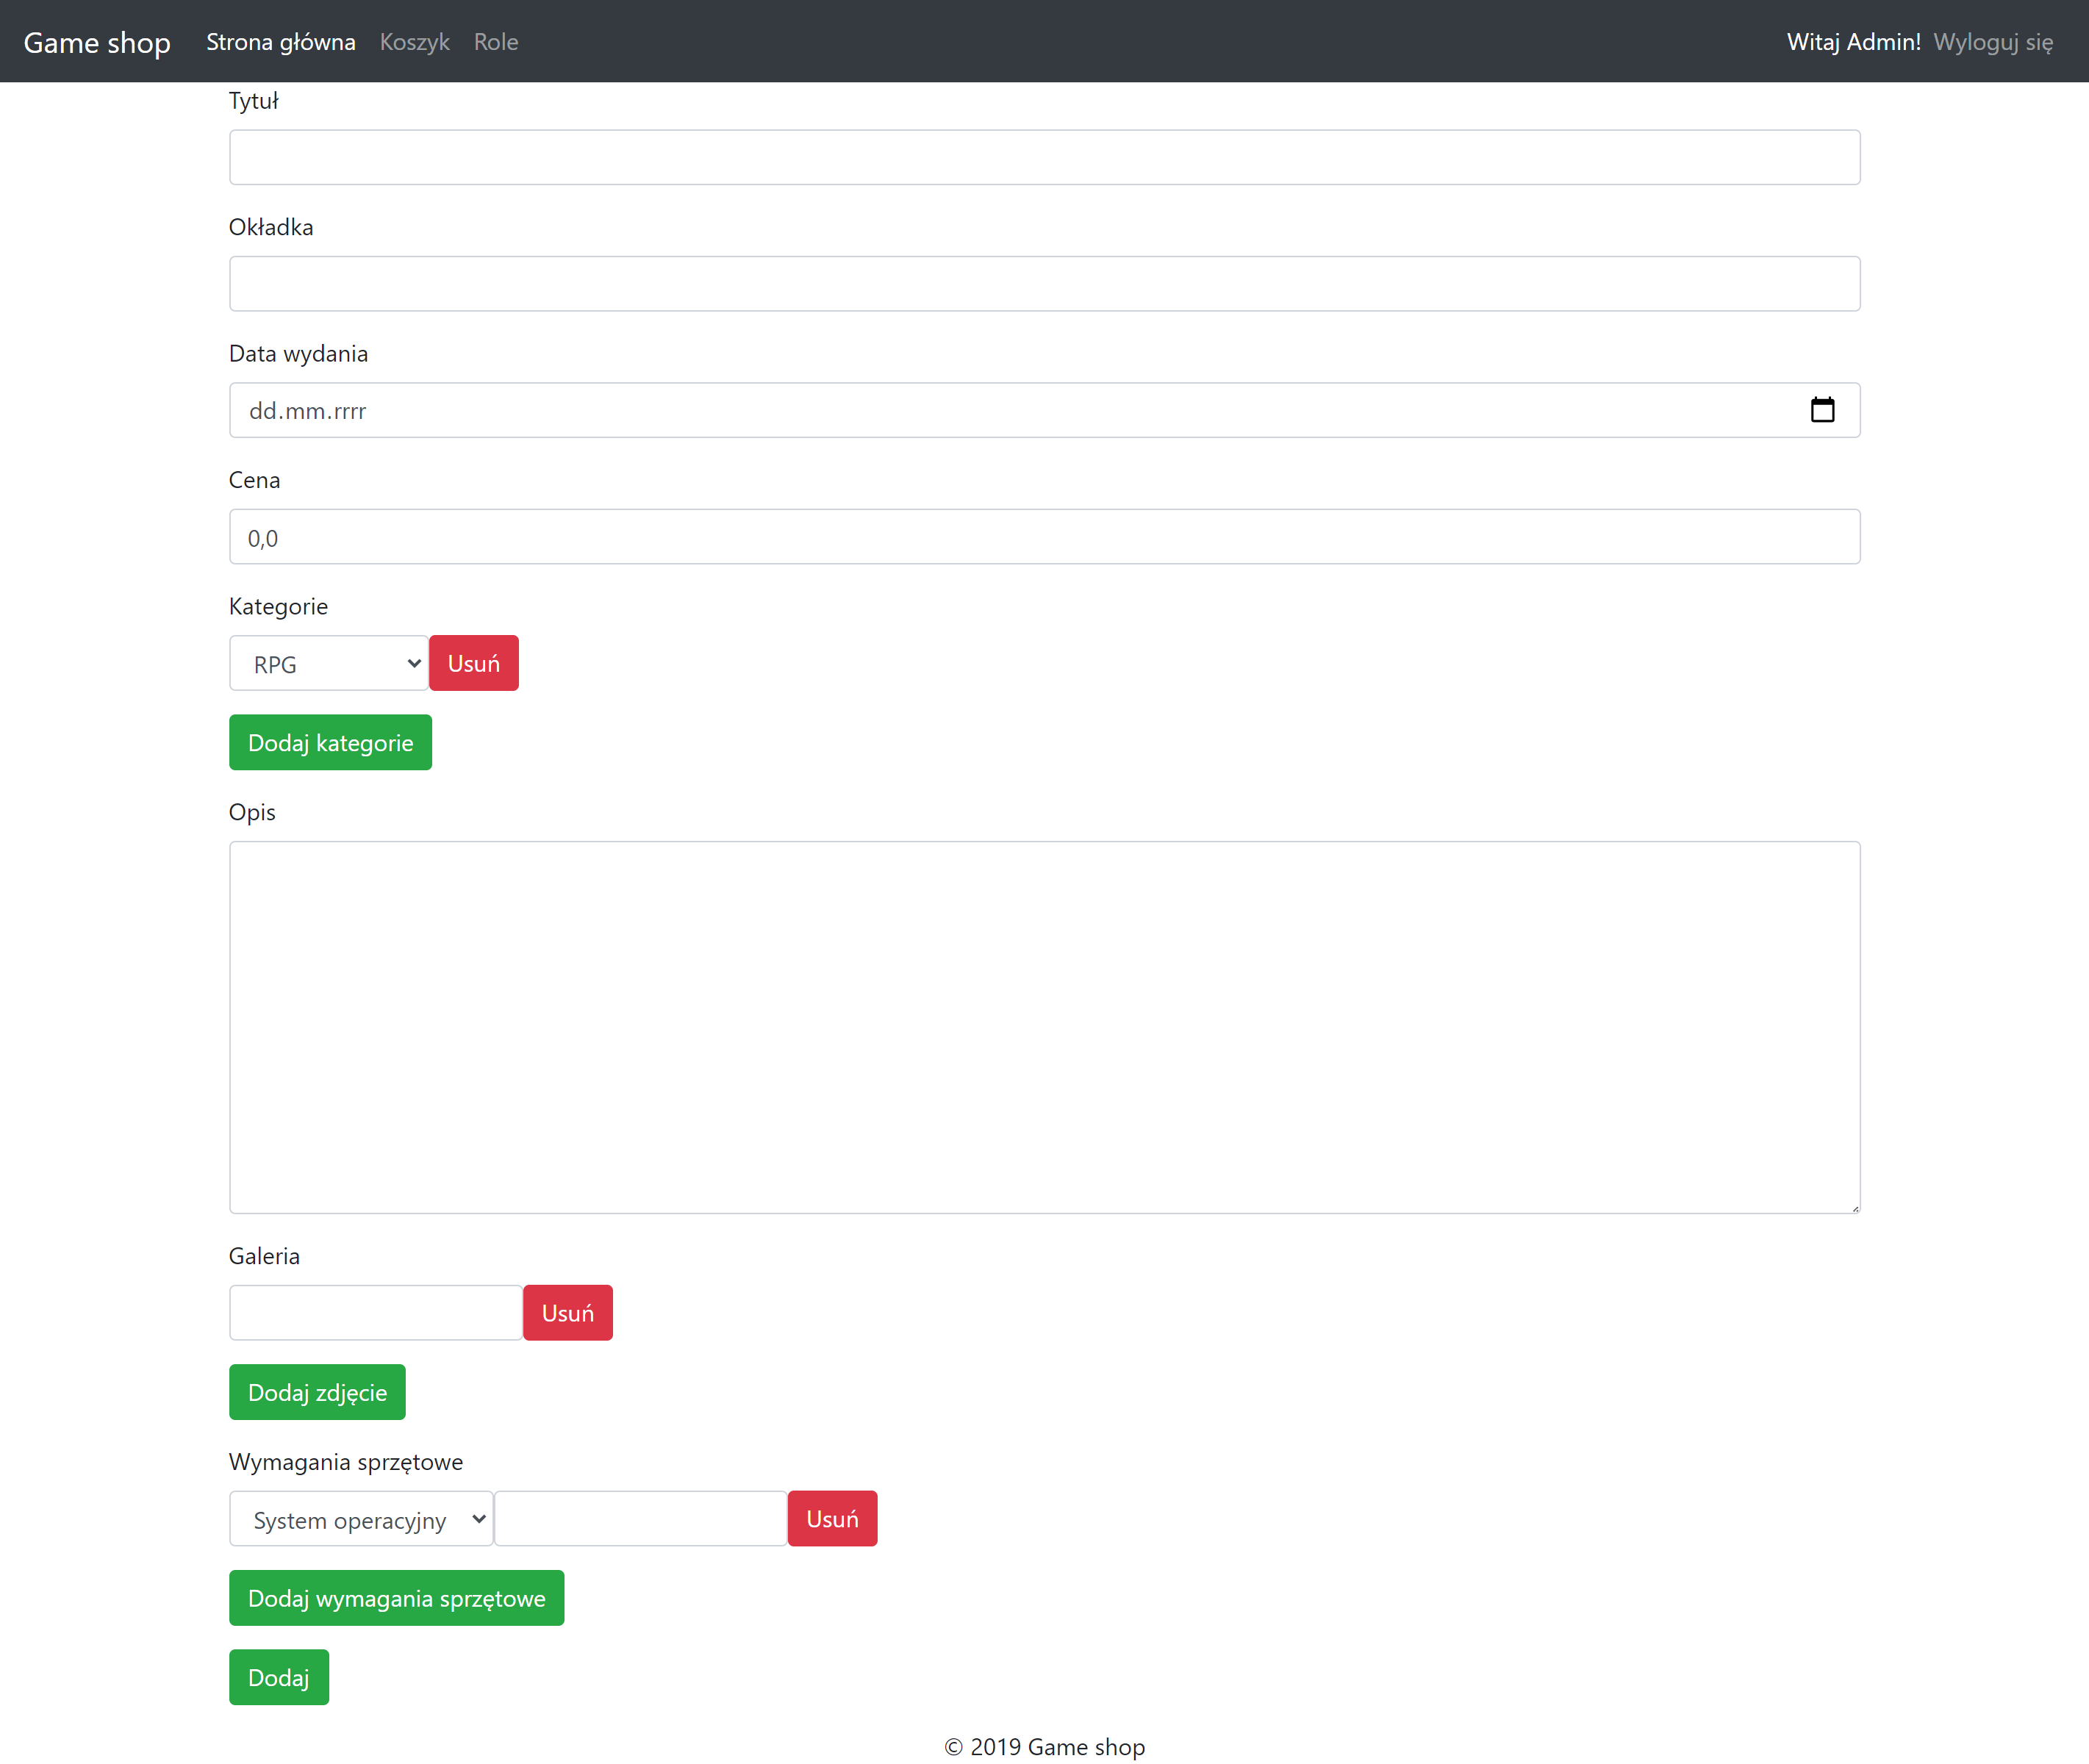 Game shop Strona główna Koszyk Role Witaj Admin! Wyloguj się
Tytuł
Okładka
Data wydania
dd.mm.rrrr
Cena
0,0
Kategorie
RPG Usuń
Dodaj kategorie
Opis
Galeria
Usuń
Dodaj zdjęcie
Wymagania sprzętowe
System operacyjny Usuń
Dodaj wymagania sprzętowe
Dodaj
© 2019 Game shop